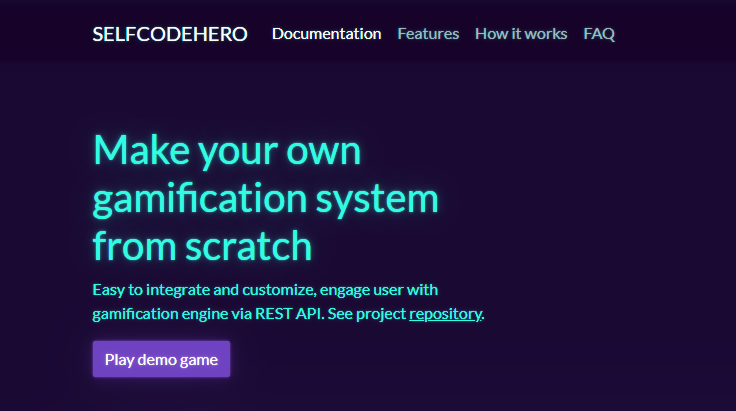 SELFCODEHERO Documentation Features How it works FAQ
Make your own
gamification system
from scratch
Easy to integrate and customize, engage user with
gamification engine via REST API. See project repository.
Play demo game